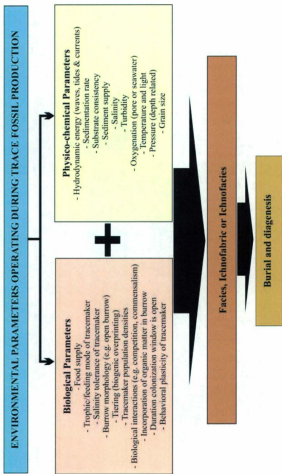 ENVIRONMENTAL PARAMETERS OPERATING DURING TRACE FOSSIL PRODUCTION
Biological Parameters
- Food supply
- Trophic/feeding mode of tracemaker
- Salinity tolerance of tracemaker
- Burrow morphology (e.g. open burrow)
- Tiering (biogenic overprinting)
- Tracemaker population densities
- Biological interactions (e.g. competition, commensalism)
- Incorporation of organic matter in burrow
- Duration colonization window is open
- Behavioral plasticity of tracemaker
Physico-chemical Parameters
- Hydrodynamic energy (waves, tides & currents)
- Sedimentation rate
- Substrate consistency
- Sediment supply
- Salinity
- Turbidity
- Oxygenation (pore or seawater)
- Temperature and light
- Pressure (depth related)
- Grain size
Facies, Ichnofabric or Ichnofacies
Burial and diagenesis